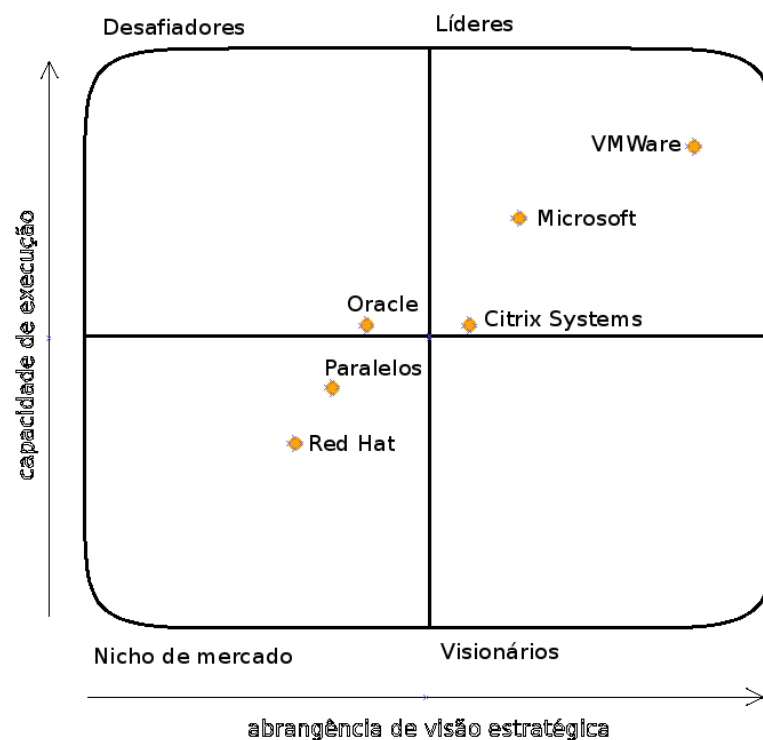 Desafiadores
Líderes
VMWare
Microsoft
Oracle
Citrix Systems
Paralelos
Red Hat
capacidade de execução
Nicho de mercado
Visionários
abrangência de visão estratégica